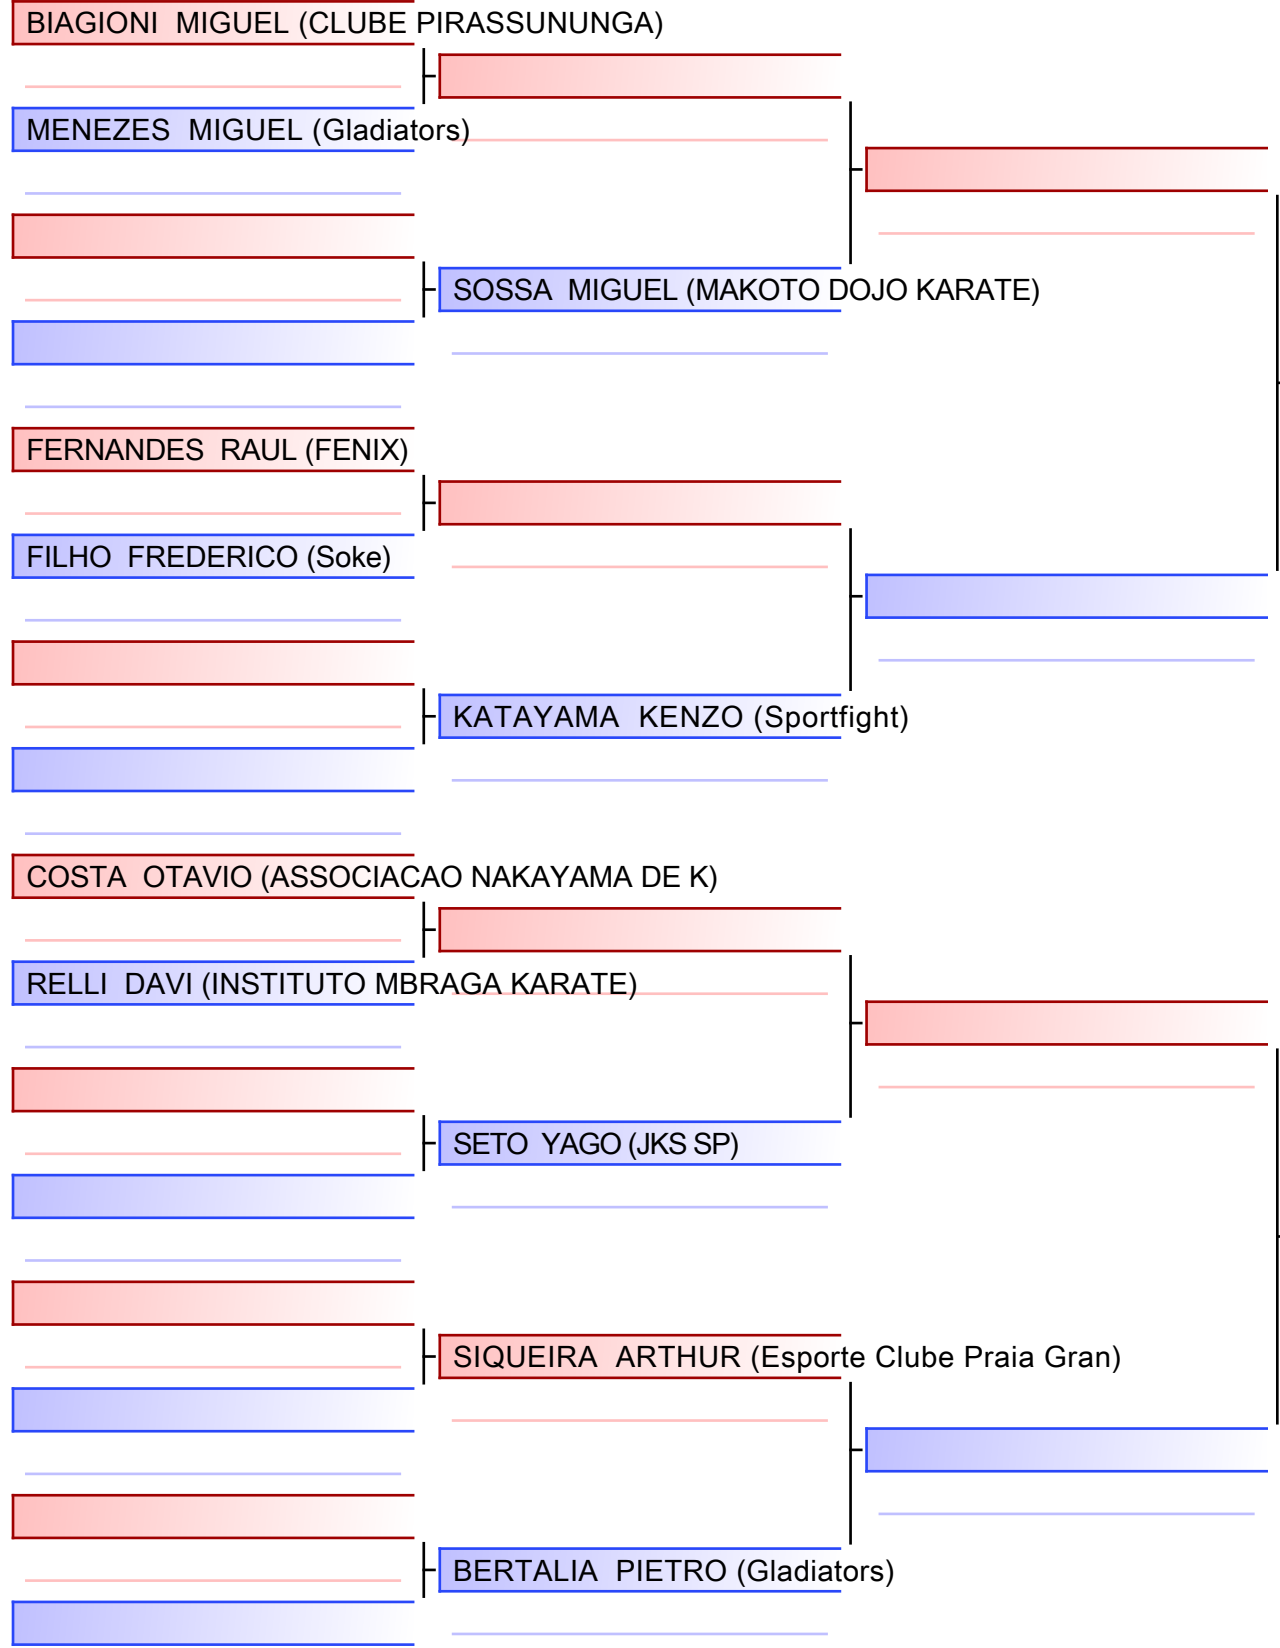 BIAGIONI MIGUEL (CLUBE PIRASSUNUNGA)
MENEZES MIGUEL (Gladiators)
SOSSA MIGUEL (MAKOTO DOJO KARATE)
FERNANDES RAUL (FENIX)
FILHO FREDERICO (Soke)
KATAYAMA KENZO (Sportfight)
COSTA OTAVIO (ASSOCIACAO NAKAYAMA DE K)
RELLI DAVI (INSTITUTO MBRAGA KARATE)
SETO YAGO (JKS SP)
SIQUEIRA ARTHUR (Esporte Clube Praia Gran)
BERTALIA PIETRO (Gladiators)